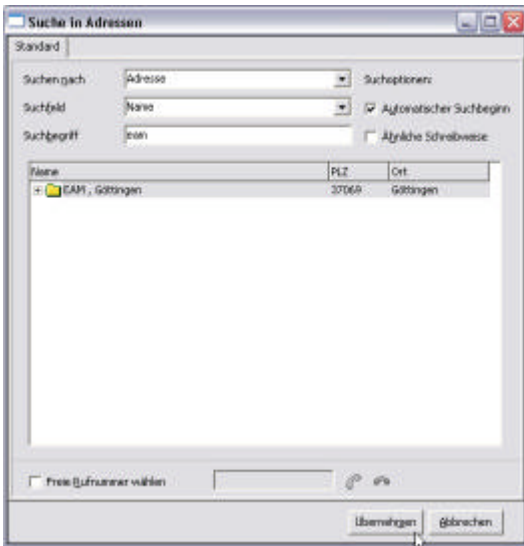 Suche in Adressen
Standard
Suchen nach Adresse Suchoptionen:
Suchfeld Name Automatischer Suchbeginn
Suchbegriff eam Ähnliche Schreibweise
Name PLZ Ort
EAM , Göttingen 37069 Göttingen
Freie Rufnummer wählen
Übernehmen Abbrechen